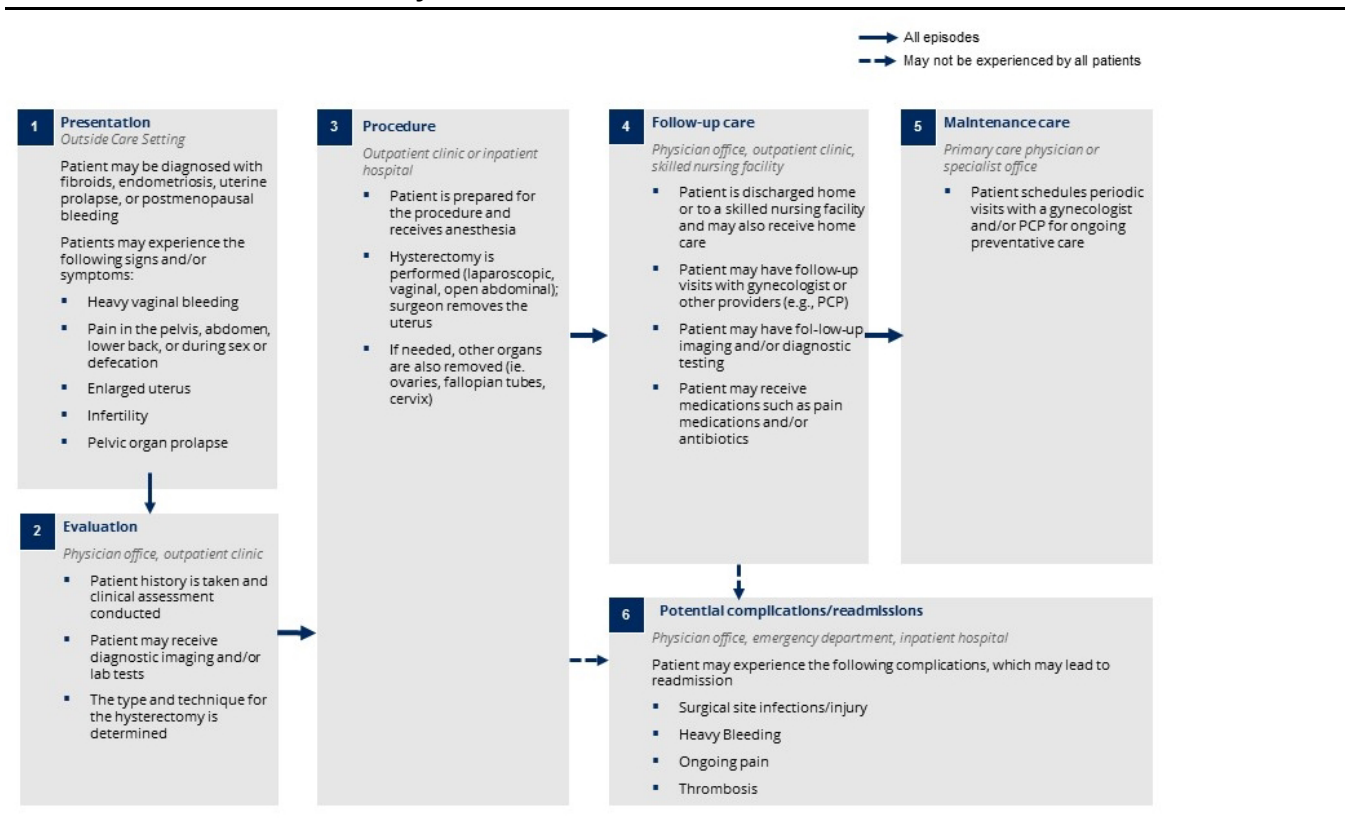 All episodes
May not be experienced by all patients
1
Presentation
Outside Care Setting
Patient may be diagnosed with
fibroids, endometriosis, uterine
prolapse, or postmenopausal
bleeding
Patients may experience the
following signs and/or
symptoms:
▪ Heavy vaginal bleeding
▪ Pain in the pelvis, abdomen,
lower back, or during sex or
defecation
▪ Enlarged uterus
▪ Infertility
▪ Pelvic organ prolapse
2
Evaluation
Physician office, outpatient clinic
▪ Patient history is taken and
clinical assessment
conducted
▪ Patient may receive
diagnostic imaging and/or
lab tests
▪ The type and technique for
the hysterectomy is
determined
3
Procedure
Outpatient clinic or inpatient
hospital
▪ Patient is prepared for
the procedure and
receives anesthesia
▪ Hysterectomy is
performed (laparoscopic,
vaginal, open abdominal);
surgeon removes the
uterus
▪ If needed, other organs
are also removed (ie.
ovaries, fallopian tubes,
cervix)
4
Follow-up care
Physician office, outpatient clinic,
skilled nursing facility
▪ Patient is discharged home
or to a skilled nursing facility
and may also receive home
care
▪ Patient may have follow-up
visits with gynecologist or
other providers (e.g., PCP)
▪ Patient may have fol-low-up
imaging and/or diagnostic
testing
▪ Patient may receive
medications such as pain
medications and/or
antibiotics
5
Maintenance care
Primary care physician or
specialist office
▪ Patient schedules periodic
visits with a gynecologist
and/or PCP for ongoing
preventative care
6
Potential complications/readmissions
Physician office, emergency department, inpatient hospital
Patient may experience the following complications, which may lead to
readmission
▪ Surgical site infections/injury
▪ Heavy Bleeding
▪ Ongoing pain
▪ Thrombosis